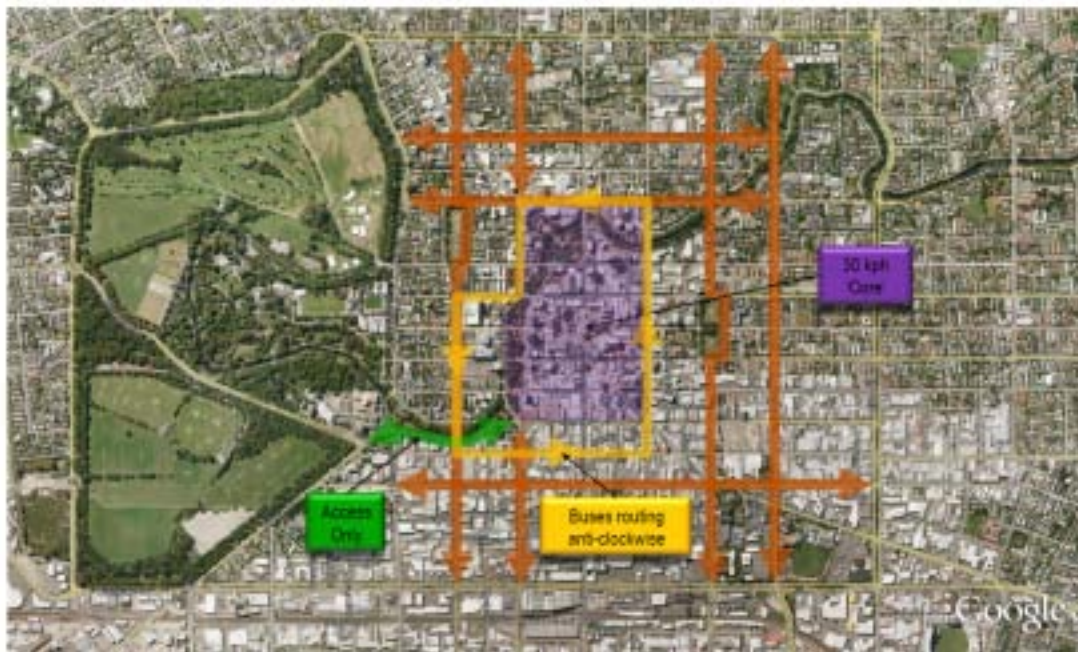 30 kph
Core
Access
Only
Buses routing
anti-clockwise
Google